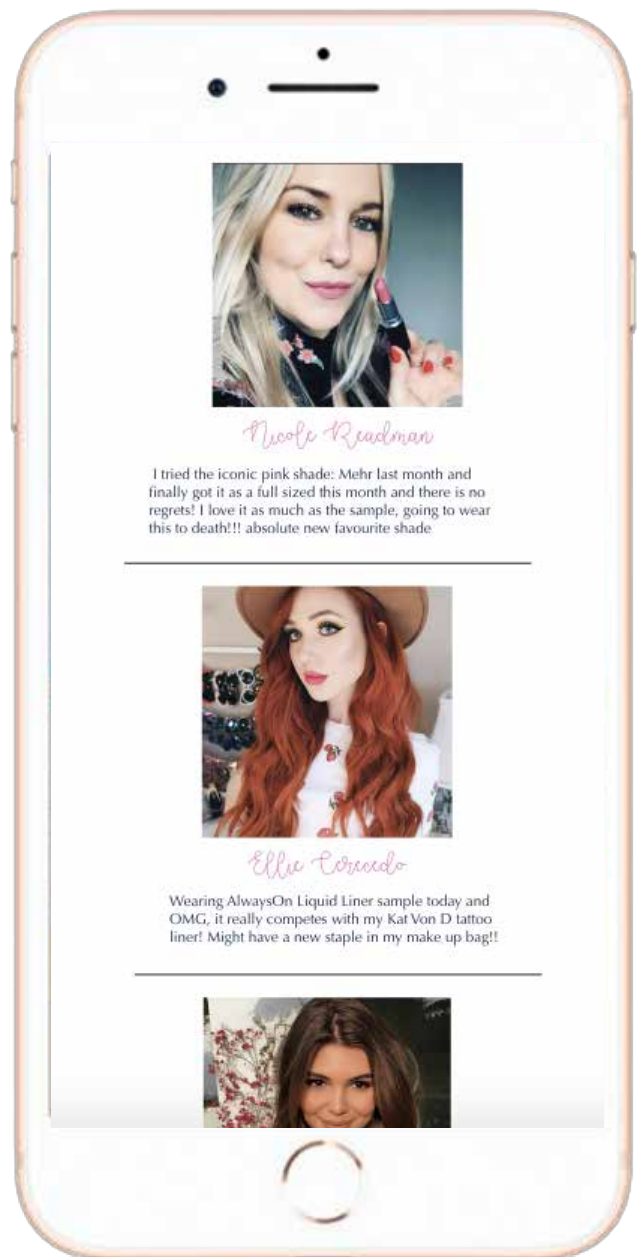 Nicole Readman
I tried the iconic pink shade: Mehr last month and
finally got it as a full sized this month and there is no
regrets! I love it as much as the sample, going to wear
this to death!!! absolute new favourite shade
Ellie Cerecedo
Wearing AlwaysOn Liquid Liner sample today and
OMG, it really competes with my Kat Von D tattoo
liner! Might have a new staple in my make up bag!!